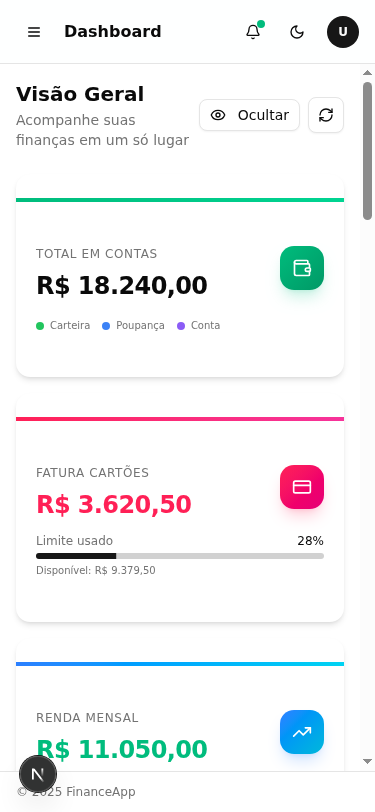 Dashboard
U
Visão Geral
Acompanhe suas
finanças em um só lugar
Ocultar
TOTAL EM CONTAS
R$ 18.240,00
Carteira Poupança Conta
FATURA CARTÕES
R$ 3.620,50
Limite usado 28%
Disponível: R$ 9.379,50
RENDA MENSAL
R$ 11.050,00
N
© 2025 FinanceApp